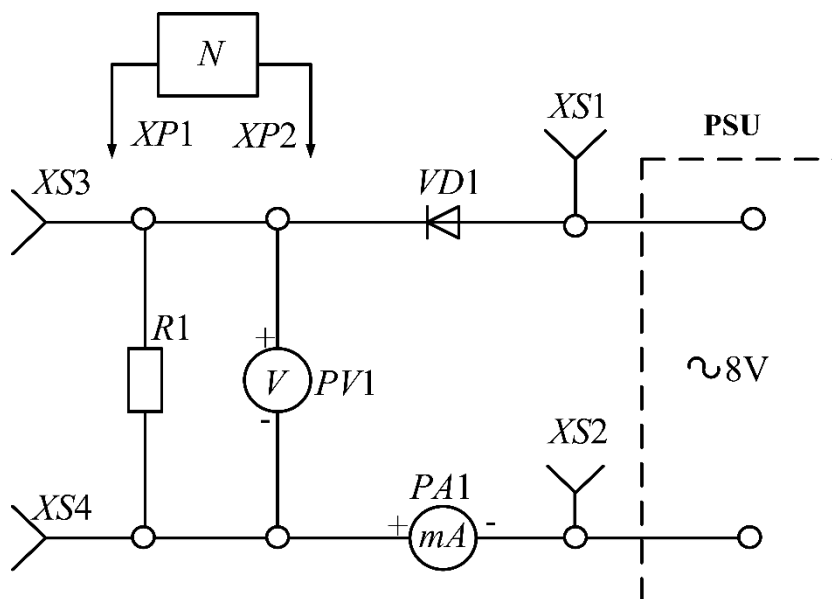 N
XP1
XP2
XS1
PSU
XS3
VD1
R1
+
V
PV1
-
~8V
XS2
XS4
PA1
+
mA
-